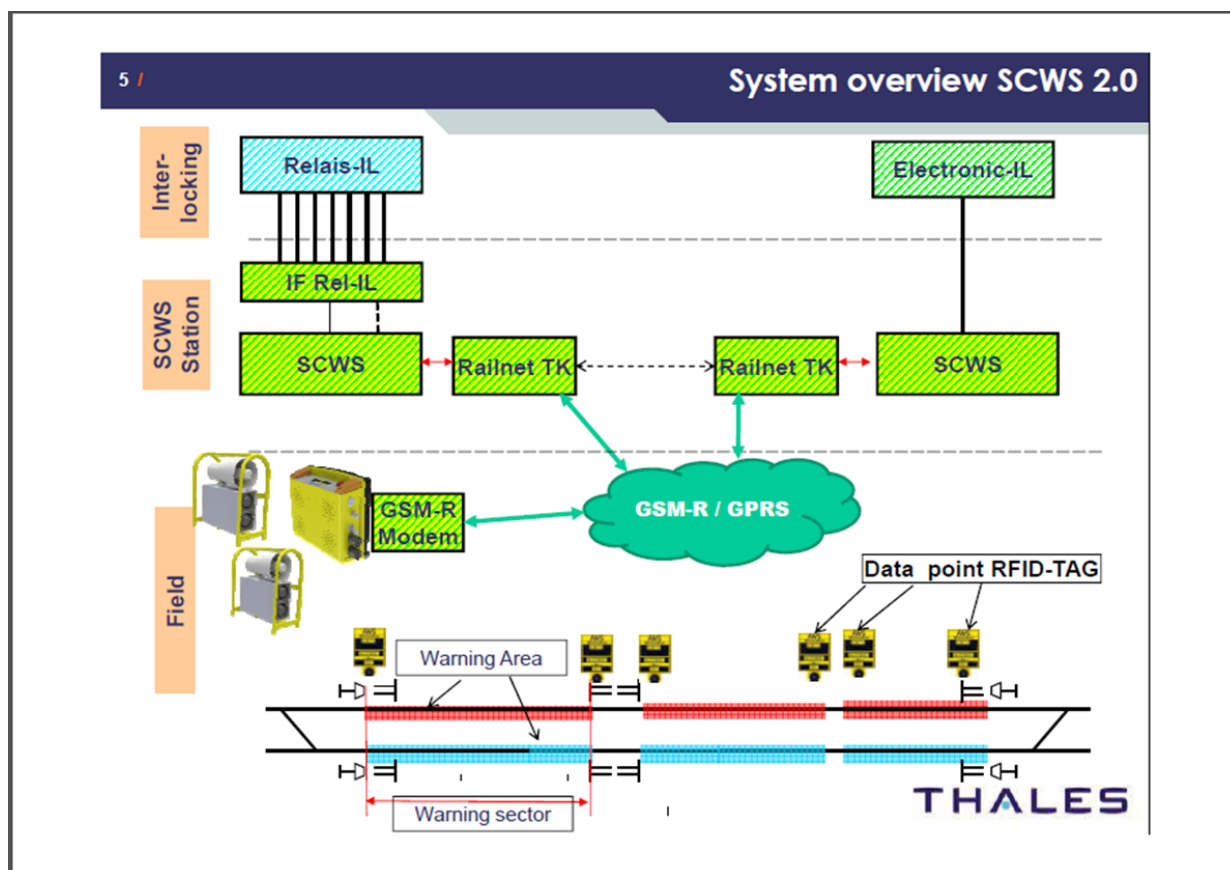 5 /
System overview SCWS 2.0
Inter-
locking
Relais-IL
Electronic-IL
IF Rel-IL
SCWS
Station
SCWS
Railnet TK
Railnet TK
SCWS
Field
GSM-R
Modem
GSM-R / GPRS
Data point RFID-TAG
Warning Area
Warning sector
THALES